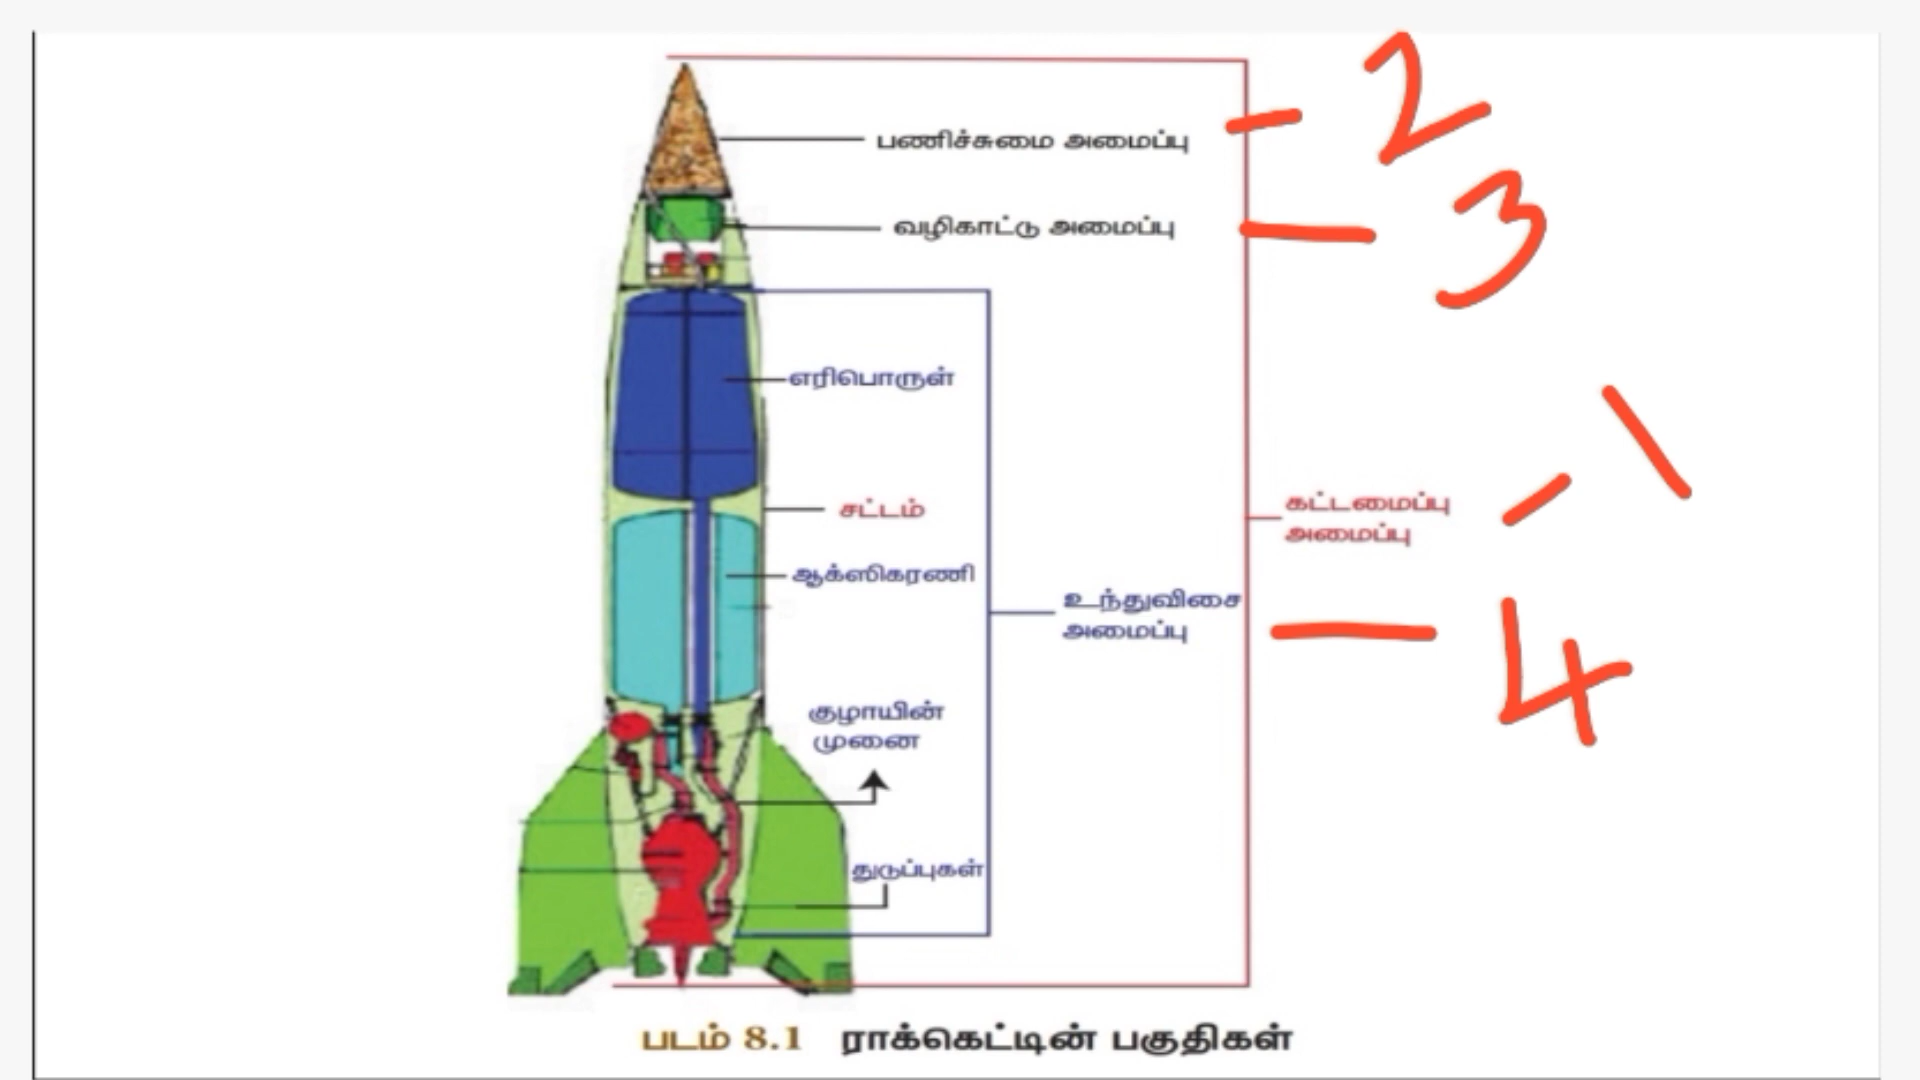 பணிச்சுமை அமைப்பு - 2
வழிகாட்டு அமைப்பு - 3
எரிபொருள்
சட்டம்
கட்டமைப்பு
அமைப்பு - 1
ஆக்ஸிகரணி
உந்துவிசை
அமைப்பு - 4
குழாயின்
முனை
துடுப்புகள்
படம் 8.1 ராக்கெட்டின் பகுதிகள்